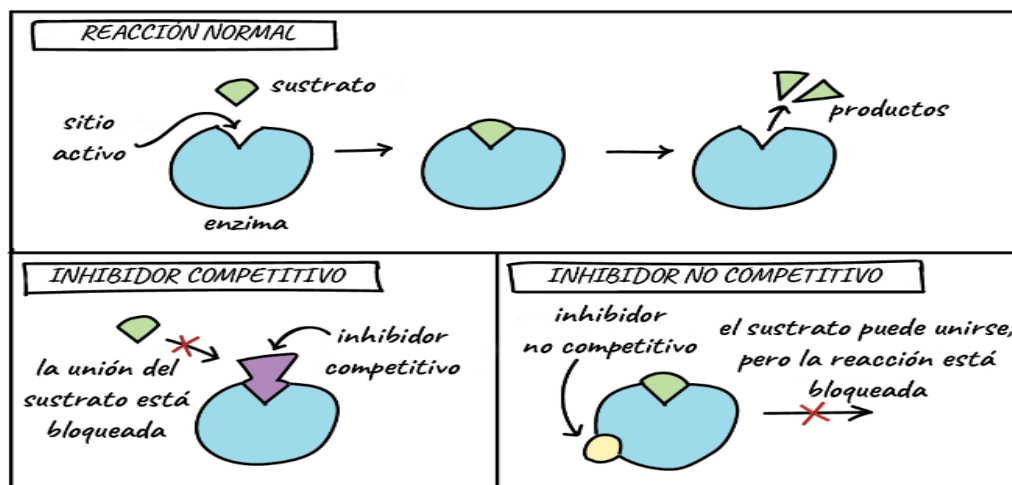 REACCIÓN NORMAL
sustrato
sitio
activo
productos
enzima
INHIBIDOR COMPETITIVO
inhibidor
competitivo
la unión del
sustrato está
bloqueada
INHIBIDOR NO COMPETITIVO
inhibidor
no competitivo
el sustrato puede unirse,
pero la reacción está
bloqueada